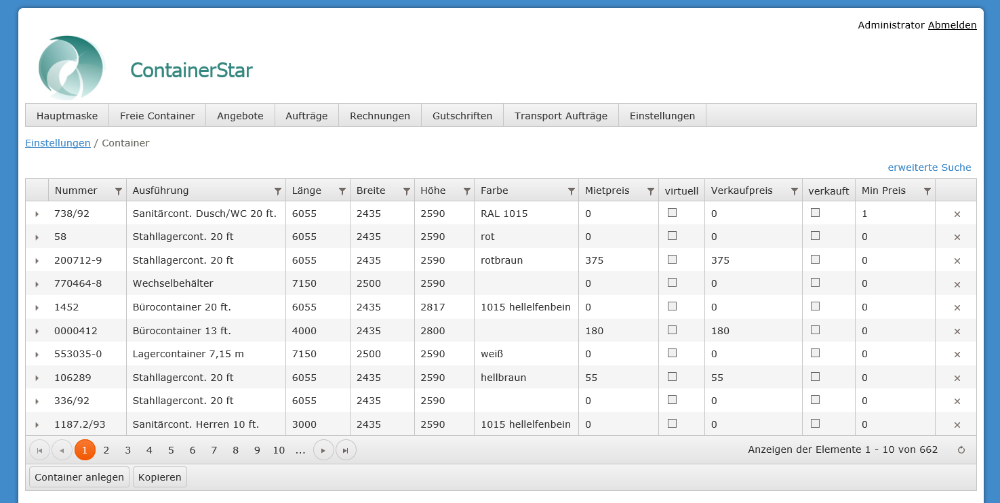 Administrator Abmelden
ContainerStar
Hauptmaske Freie Container Angebote Aufträge Rechnungen Gutschriften Transport Aufträge Einstellungen
Einstellungen / Container
erweiterte Suche
Nummer Ausführung Länge Breite Höhe Farbe Mietpreis virtuell Verkaufpreis verkauft Min Preis
738/92 Sanitärcont. Dusch/WC 20 ft. 6055 2435 2590 RAL 1015 0 0 1
58 Stahllagercont. 20 ft 6055 2435 2590 rot 0 0 0
200712-9 Stahllagercont. 20 ft 6055 2435 2590 rotbraun 375 375 0
770464-8 Wechselbehälter 7150 2500 2590 0 0 0
1452 Bürocontainer 20 ft. 6055 2435 2817 1015 hellelfenbein 0 0 0
0000412 Bürocontainer 13 ft. 4000 2435 2800 180 180 0
553035-0 Lagercontainer 7,15 m 7150 2500 2590 weiß 0 0 0
106289 Stahllagercont. 20 ft 6055 2435 2590 hellbraun 55 55 0
336/92 Stahllagercont. 20 ft 6055 2435 2590 0 0 0
1187.2/93 Sanitärcont. Herren 10 ft. 3000 2435 2590 1015 hellelfenbein 0 0 0
1 2 3 4 5 6 7 8 9 10 ... Anzeigen der Elemente 1 - 10 von 662
Container anlegen Kopieren